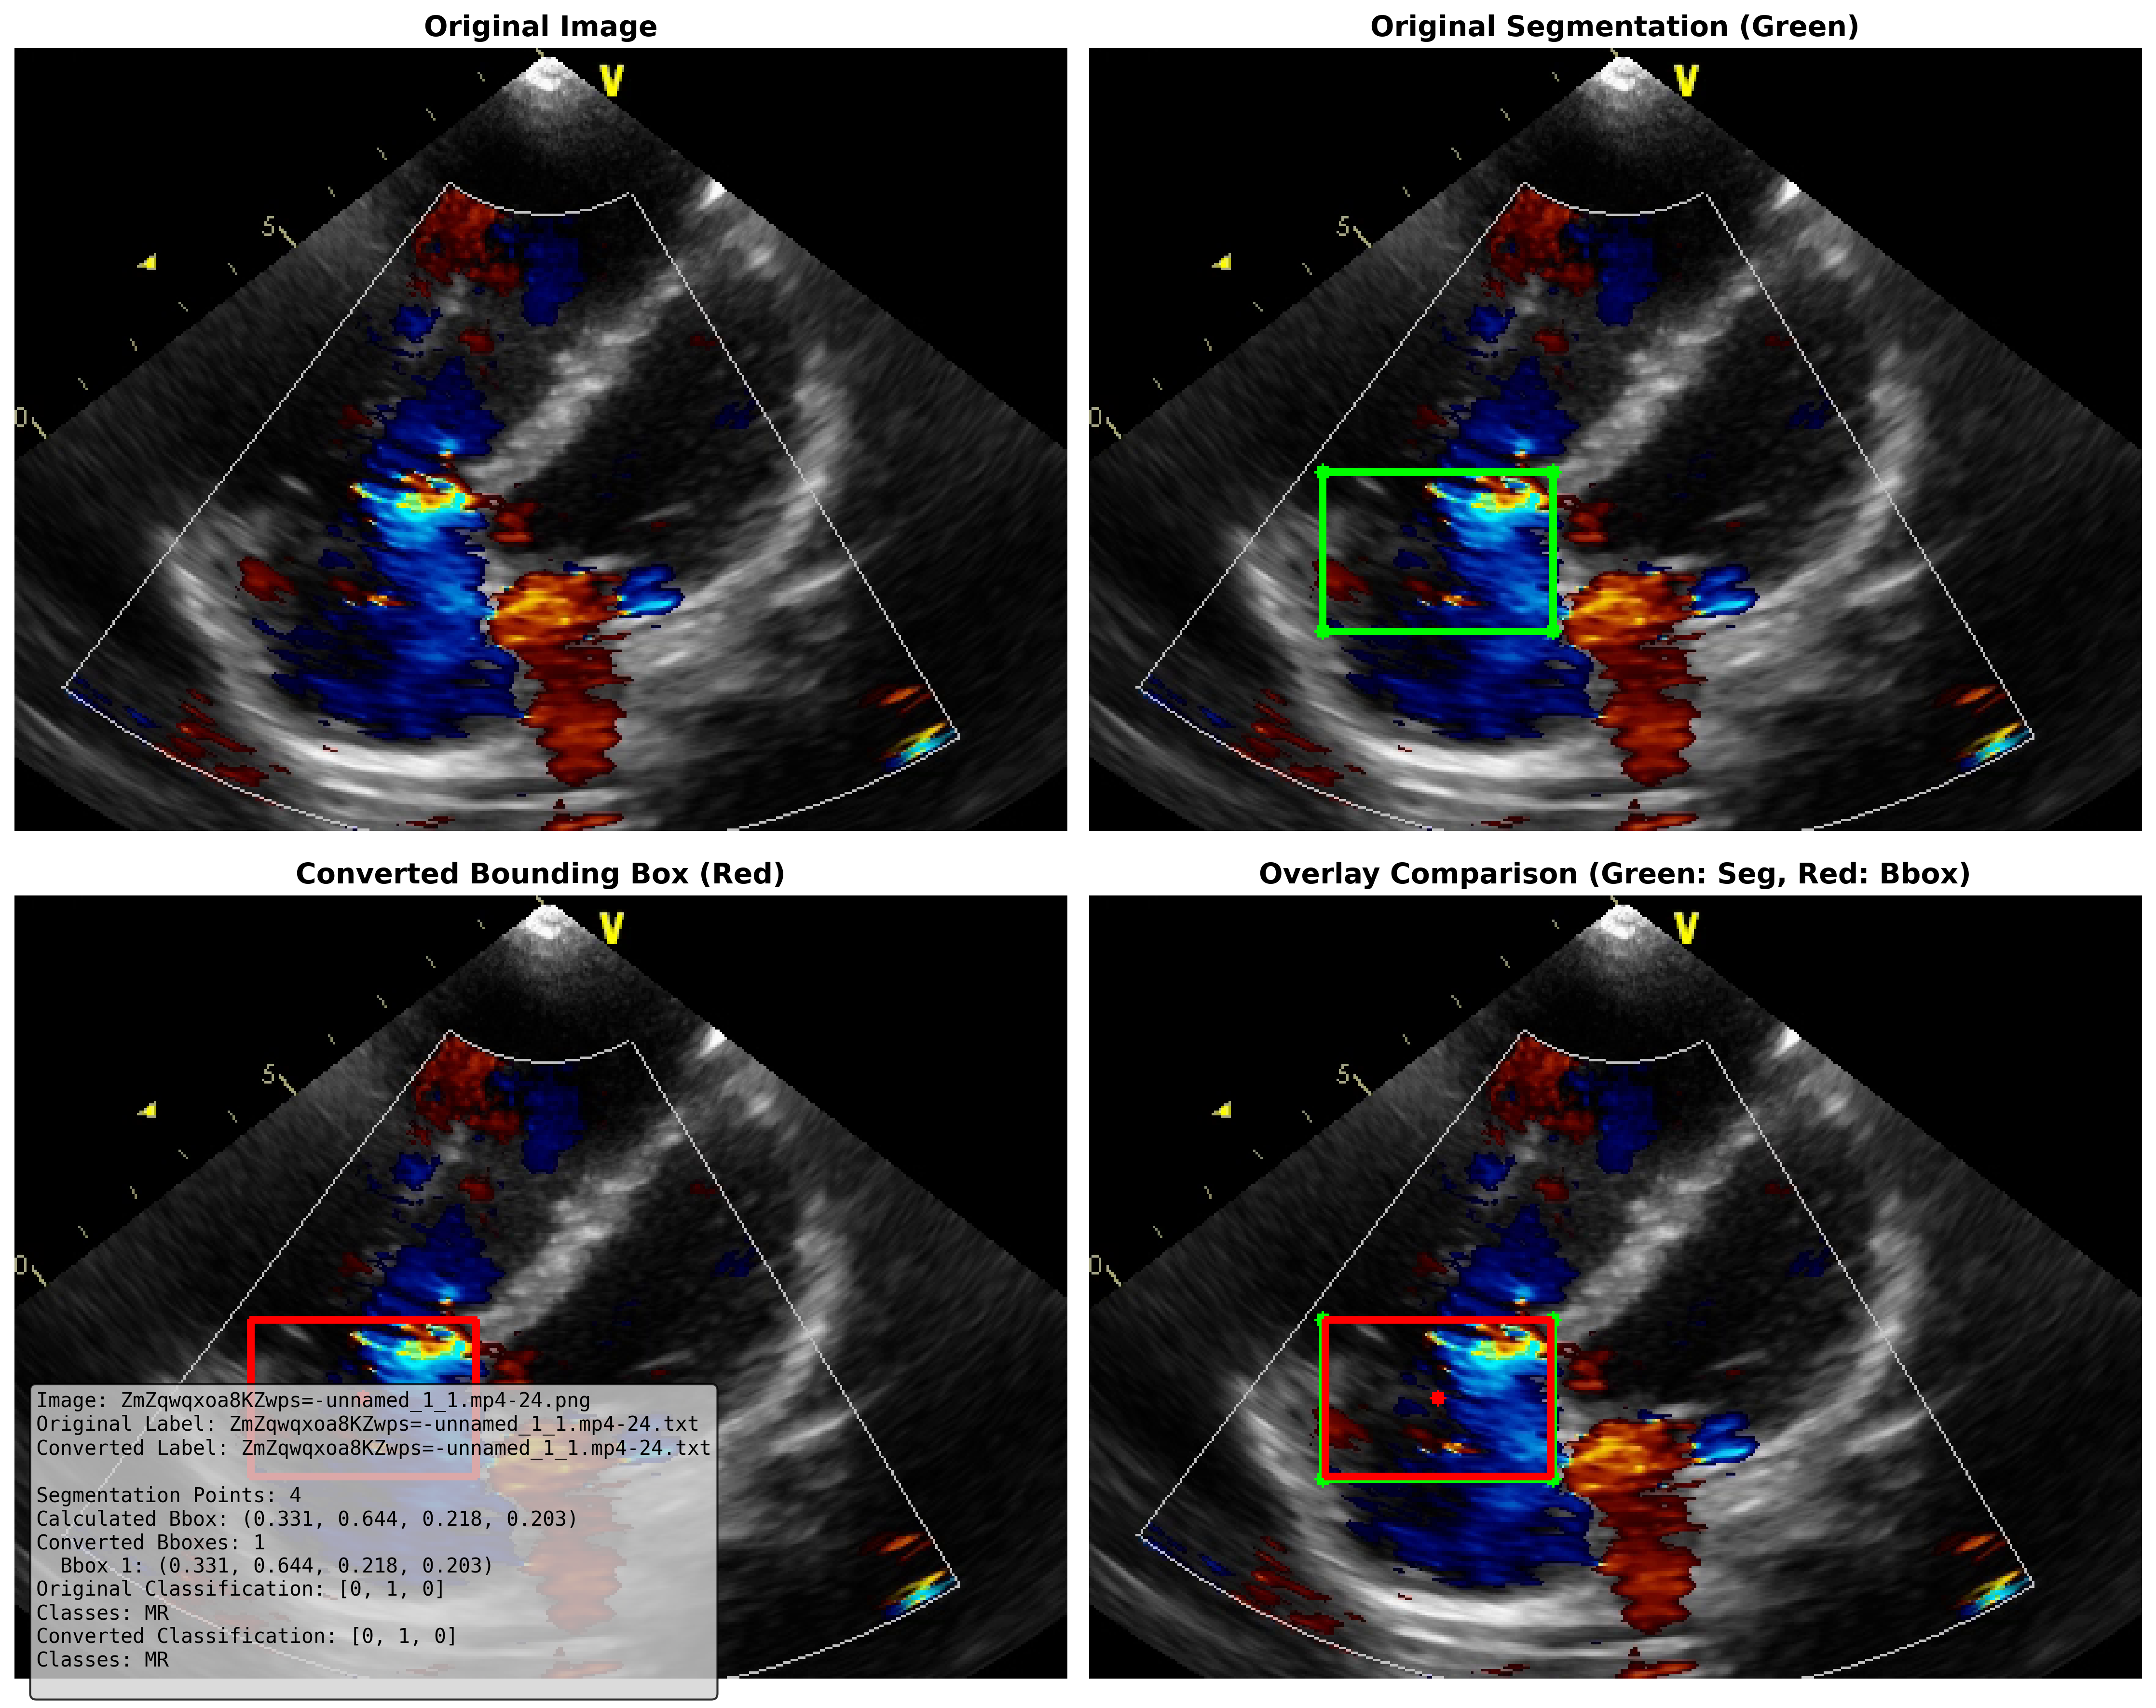 Original Image
Original Segmentation (Green)
V
5
0
V
5
0
Converted Bounding Box (Red)
Overlay Comparison (Green: Seg, Red: Bbox)
V
5
0
V
5
0
Image: ZmZqwqxoa8KZwps=-unnamed_1_1.mp4-24.png
Original Label: ZmZqwqxoa8KZwps=-unnamed_1_1.mp4-24.txt
Converted Label: ZmZqwqxoa8KZwps=-unnamed_1_1.mp4-24.txt
Segmentation Points: 4
Calculated Bbox: (0.331, 0.644, 0.218, 0.203)
Converted Bboxes: 1
Bbox 1: (0.331, 0.644, 0.218, 0.203)
Original Classification: [0, 1, 0]
Classes: MR
Converted Classification: [0, 1, 0]
Classes: MR